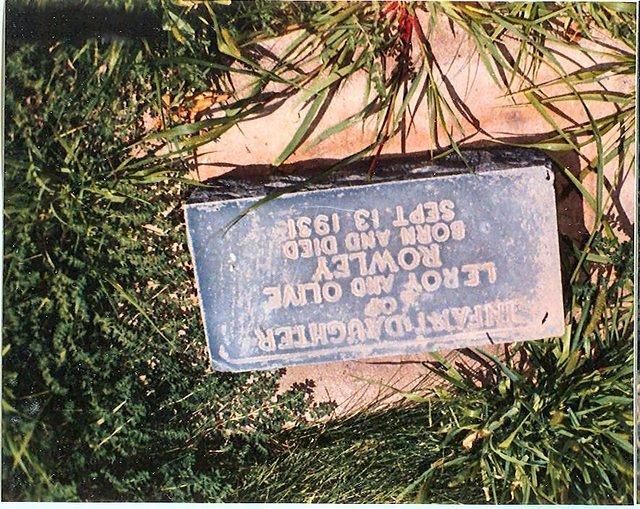 INFANT DAUGHTER
OF
LEROY AND OLIVE
ROWLEY
BORN AND DIED
SEPT. 13 1931